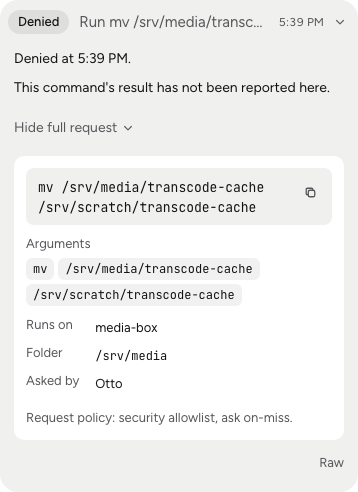 Denied Run mv /srv/media/transc... 5:39 PM
Denied at 5:39 PM.
This command's result has not been reported here.
Hide full request
mv /srv/media/transcode-cache
/srv/scratch/transcode-cache
Arguments
mv /srv/media/transcode-cache
/srv/scratch/transcode-cache
Runs on media-box
Folder /srv/media
Asked by Otto
Request policy: security allowlist, ask on-miss.
Raw